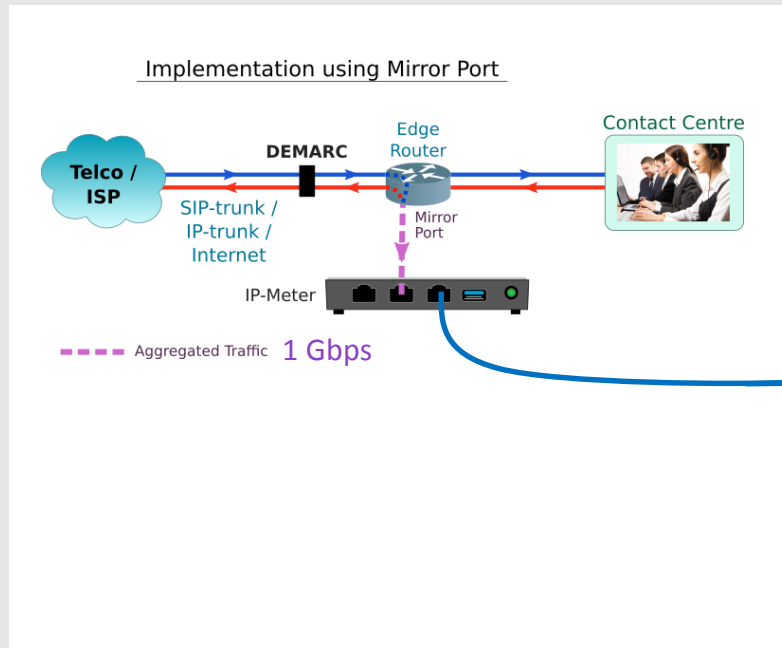 Implementation using Mirror Port
Edge
Router
Contact Centre
DEMARC
Telco /
ISP
SIP-trunk /
IP-trunk /
Internet
Mirror
Port
IP-Meter
Aggregated Traffic 1 Gbps